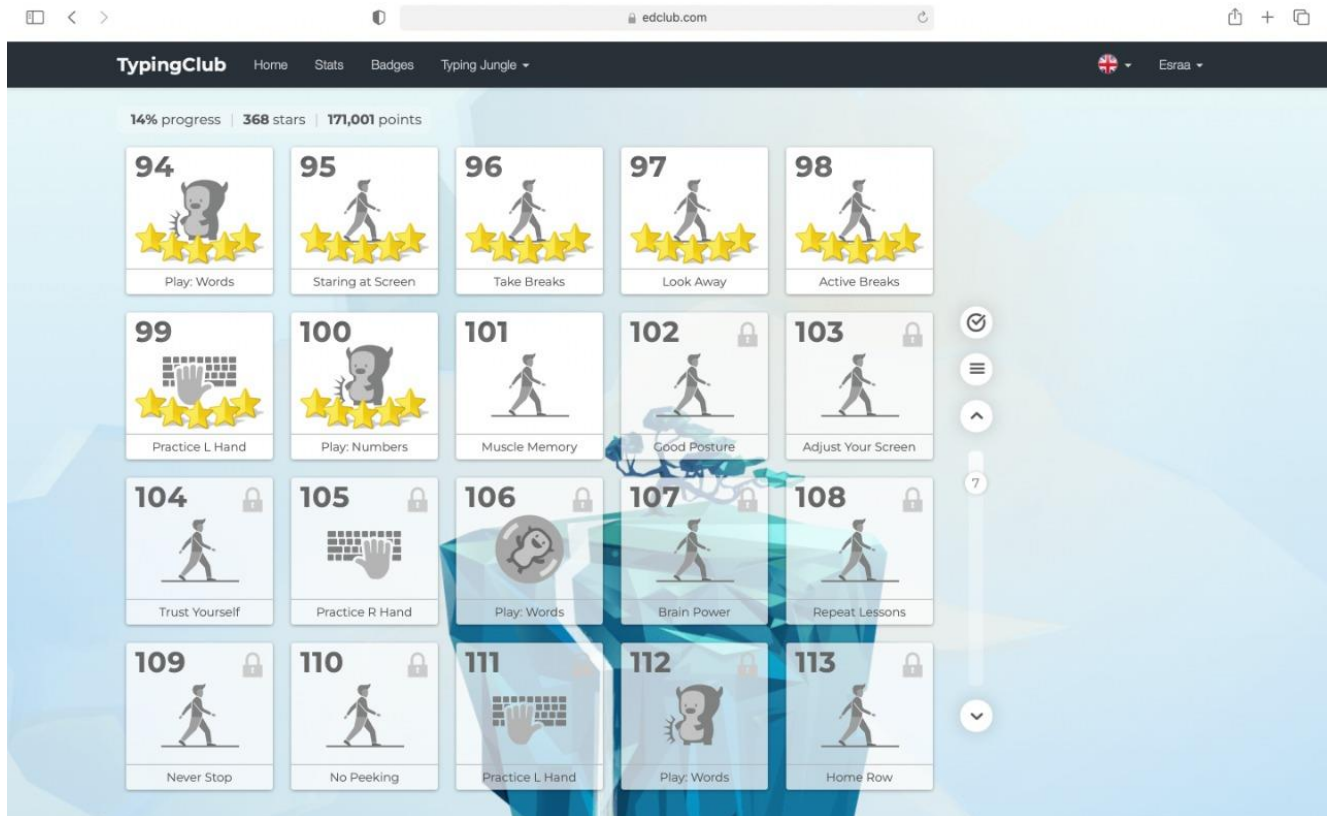 edclub.com
TypingClub Home Stats Badges Typing Jungle Esraa
14% progress | 368 stars | 171,001 points
94 95 96 97 98
Play: Words Staring at Screen Take Breaks Look Away Active Breaks
99 100 101 102 103
Practice L Hand Play: Numbers Muscle Memory Good Posture Adjust Your Screen
7
104 105 106 107 108
Trust Yourself Practice R Hand Play: Words Brain Power Repeat Lessons
109 110 111 112 113
Never Stop No Peeking Practice L Hand Play: Words Home Row